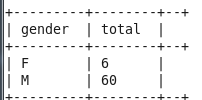 +---------+---------+--+
| gender  | total   |
+---------+---------+--+
| F       | 6       |
| M       | 60      |
+---------+---------+--+